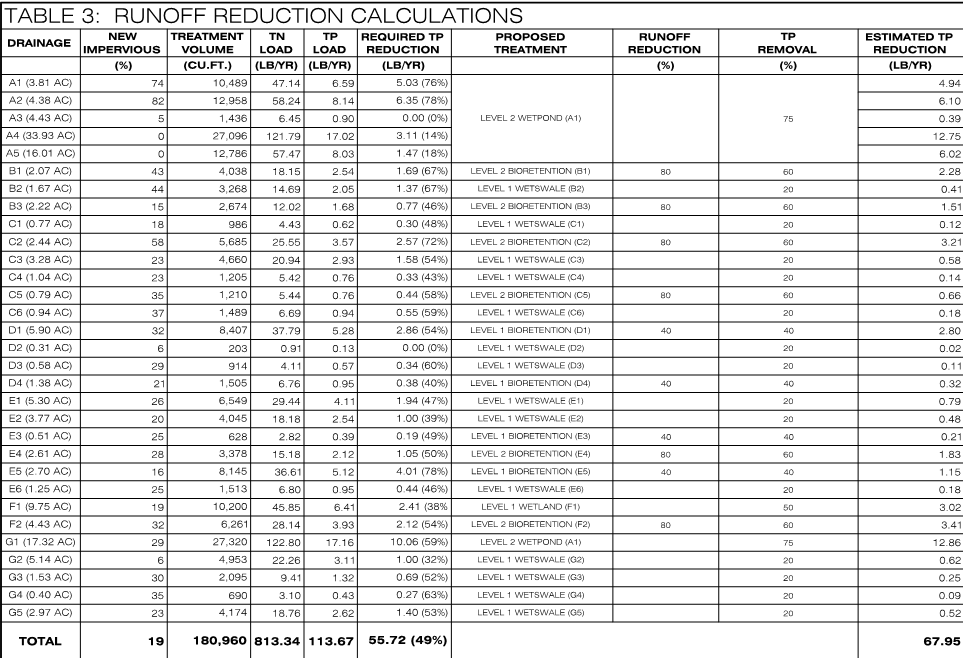 TABLE 3: RUNOFF REDUCTION CALCULATIONS
DRAINAGE NEW IMPERVIOUS TREATMENT VOLUME TN LOAD TP LOAD REQUIRED TP REDUCTION PROPOSED TREATMENT RUNOFF REDUCTION TP REMOVAL ESTIMATED TP REDUCTION
(%) (CU.FT.) (LB/YR) (LB/YR) (LB/YR) (%) (%) (LB/YR)
A1 (3.81 AC) 74 10,489 47.14 6.59 5.03 (76%) 4.94
A2 (4.38 AC) 82 12,958 58.24 8.14 6.35 (78%) 6.10
A3 (4.43 AC) 5 1,436 6.45 0.90 0.00 (0%) LEVEL 2 WETPOND (A1) 75 0.39
A4 (33.93 AC) 0 27,096 121.79 17.02 3.11 (14%) 12.75
A5 (16.01 AC) 0 12,786 57.47 8.03 1.47 (18%) 6.02
B1 (2.07 AC) 43 4,038 18.15 2.54 1.69 (67%) LEVEL 2 BIORETENTION (B1) 80 60 2.28
B2 (1.67 AC) 44 3,268 14.69 2.05 1.37 (67%) LEVEL 1 WETSWALE (B2) 20 0.41
B3 (2.22 AC) 15 2,674 12.02 1.68 0.77 (46%) LEVEL 2 BIORETENTION (B3) 80 60 1.51
C1 (0.77 AC) 18 986 4.43 0.62 0.30 (48%) LEVEL 1 WETSWALE (C1) 20 0.12
C2 (2.44 AC) 58 5,685 25.55 3.57 2.57 (72%) LEVEL 2 BIORETENTION (C2) 80 60 3.21
C3 (3.28 AC) 23 4,660 20.94 2.93 1.58 (54%) LEVEL 1 WETSWALE (C3) 20 0.58
C4 (1.04 AC) 23 1,205 5.42 0.76 0.33 (43%) LEVEL 1 WETSWALE (C4) 20 0.14
C5 (0.79 AC) 35 1,210 5.44 0.76 0.44 (58%) LEVEL 2 BIORETENTION (C5) 80 60 0.66
C6 (0.94 AC) 37 1,489 6.69 0.94 0.55 (59%) LEVEL 1 WETSWALE (C6) 20 0.18
D1 (5.90 AC) 32 8,407 37.79 5.28 2.86 (54%) LEVEL 1 BIORETENTION (D1) 40 40 2.80
D2 (0.31 AC) 6 203 0.91 0.13 0.00 (0%) LEVEL 1 WETSWALE (D2) 20 0.02
D3 (0.58 AC) 29 914 4.11 0.57 0.34 (60%) LEVEL 1 WETSWALE (D3) 20 0.11
D4 (1.38 AC) 21 1,505 6.76 0.95 0.38 (40%) LEVEL 1 BIORETENTION (D4) 40 40 0.32
E1 (5.30 AC) 26 6,549 29.44 4.11 1.94 (47%) LEVEL 1 WETSWALE (E1) 20 0.79
E2 (3.77 AC) 20 4,045 18.18 2.54 1.00 (39%) LEVEL 1 WETSWALE (E2) 20 0.48
E3 (0.51 AC) 25 628 2.82 0.39 0.19 (49%) LEVEL 1 BIORETENTION (E3) 40 40 0.21
E4 (2.61 AC) 28 3,378 15.18 2.12 1.05 (50%) LEVEL 2 BIORETENTION (E4) 80 60 1.83
E5 (2.70 AC) 16 8,145 36.61 5.12 4.01 (78%) LEVEL 1 BIORETENTION (E5) 40 40 1.15
E6 (1.25 AC) 25 1,513 6.80 0.95 0.44 (46%) LEVEL 1 WETSWALE (E6) 20 0.18
F1 (9.75 AC) 19 10,200 45.85 6.41 2.41 (38% LEVEL 1 WETLAND (F1) 50 3.02
F2 (4.43 AC) 32 6,261 28.14 3.93 2.12 (54%) LEVEL 2 BIORETENTION (F2) 80 60 3.41
G1 (17.32 AC) 29 27,320 122.80 17.16 10.06 (59%) LEVEL 2 WETPOND (A1) 75 12.86
G2 (5.14 AC) 6 4,953 22.26 3.11 1.00 (32%) LEVEL 1 WETSWALE (G2) 20 0.62
G3 (1.53 AC) 30 2,095 9.41 1.32 0.69 (52%) LEVEL 1 WETSWALE (G3) 20 0.25
G4 (0.40 AC) 35 690 3.10 0.43 0.27 (63%) LEVEL 1 WETSWALE (G4) 20 0.09
G5 (2.97 AC) 23 4,174 18.76 2.62 1.40 (53%) LEVEL 1 WETSWALE (G5) 20 0.52
TOTAL 19 180,960 813.34 113.67 55.72 (49%) 67.95